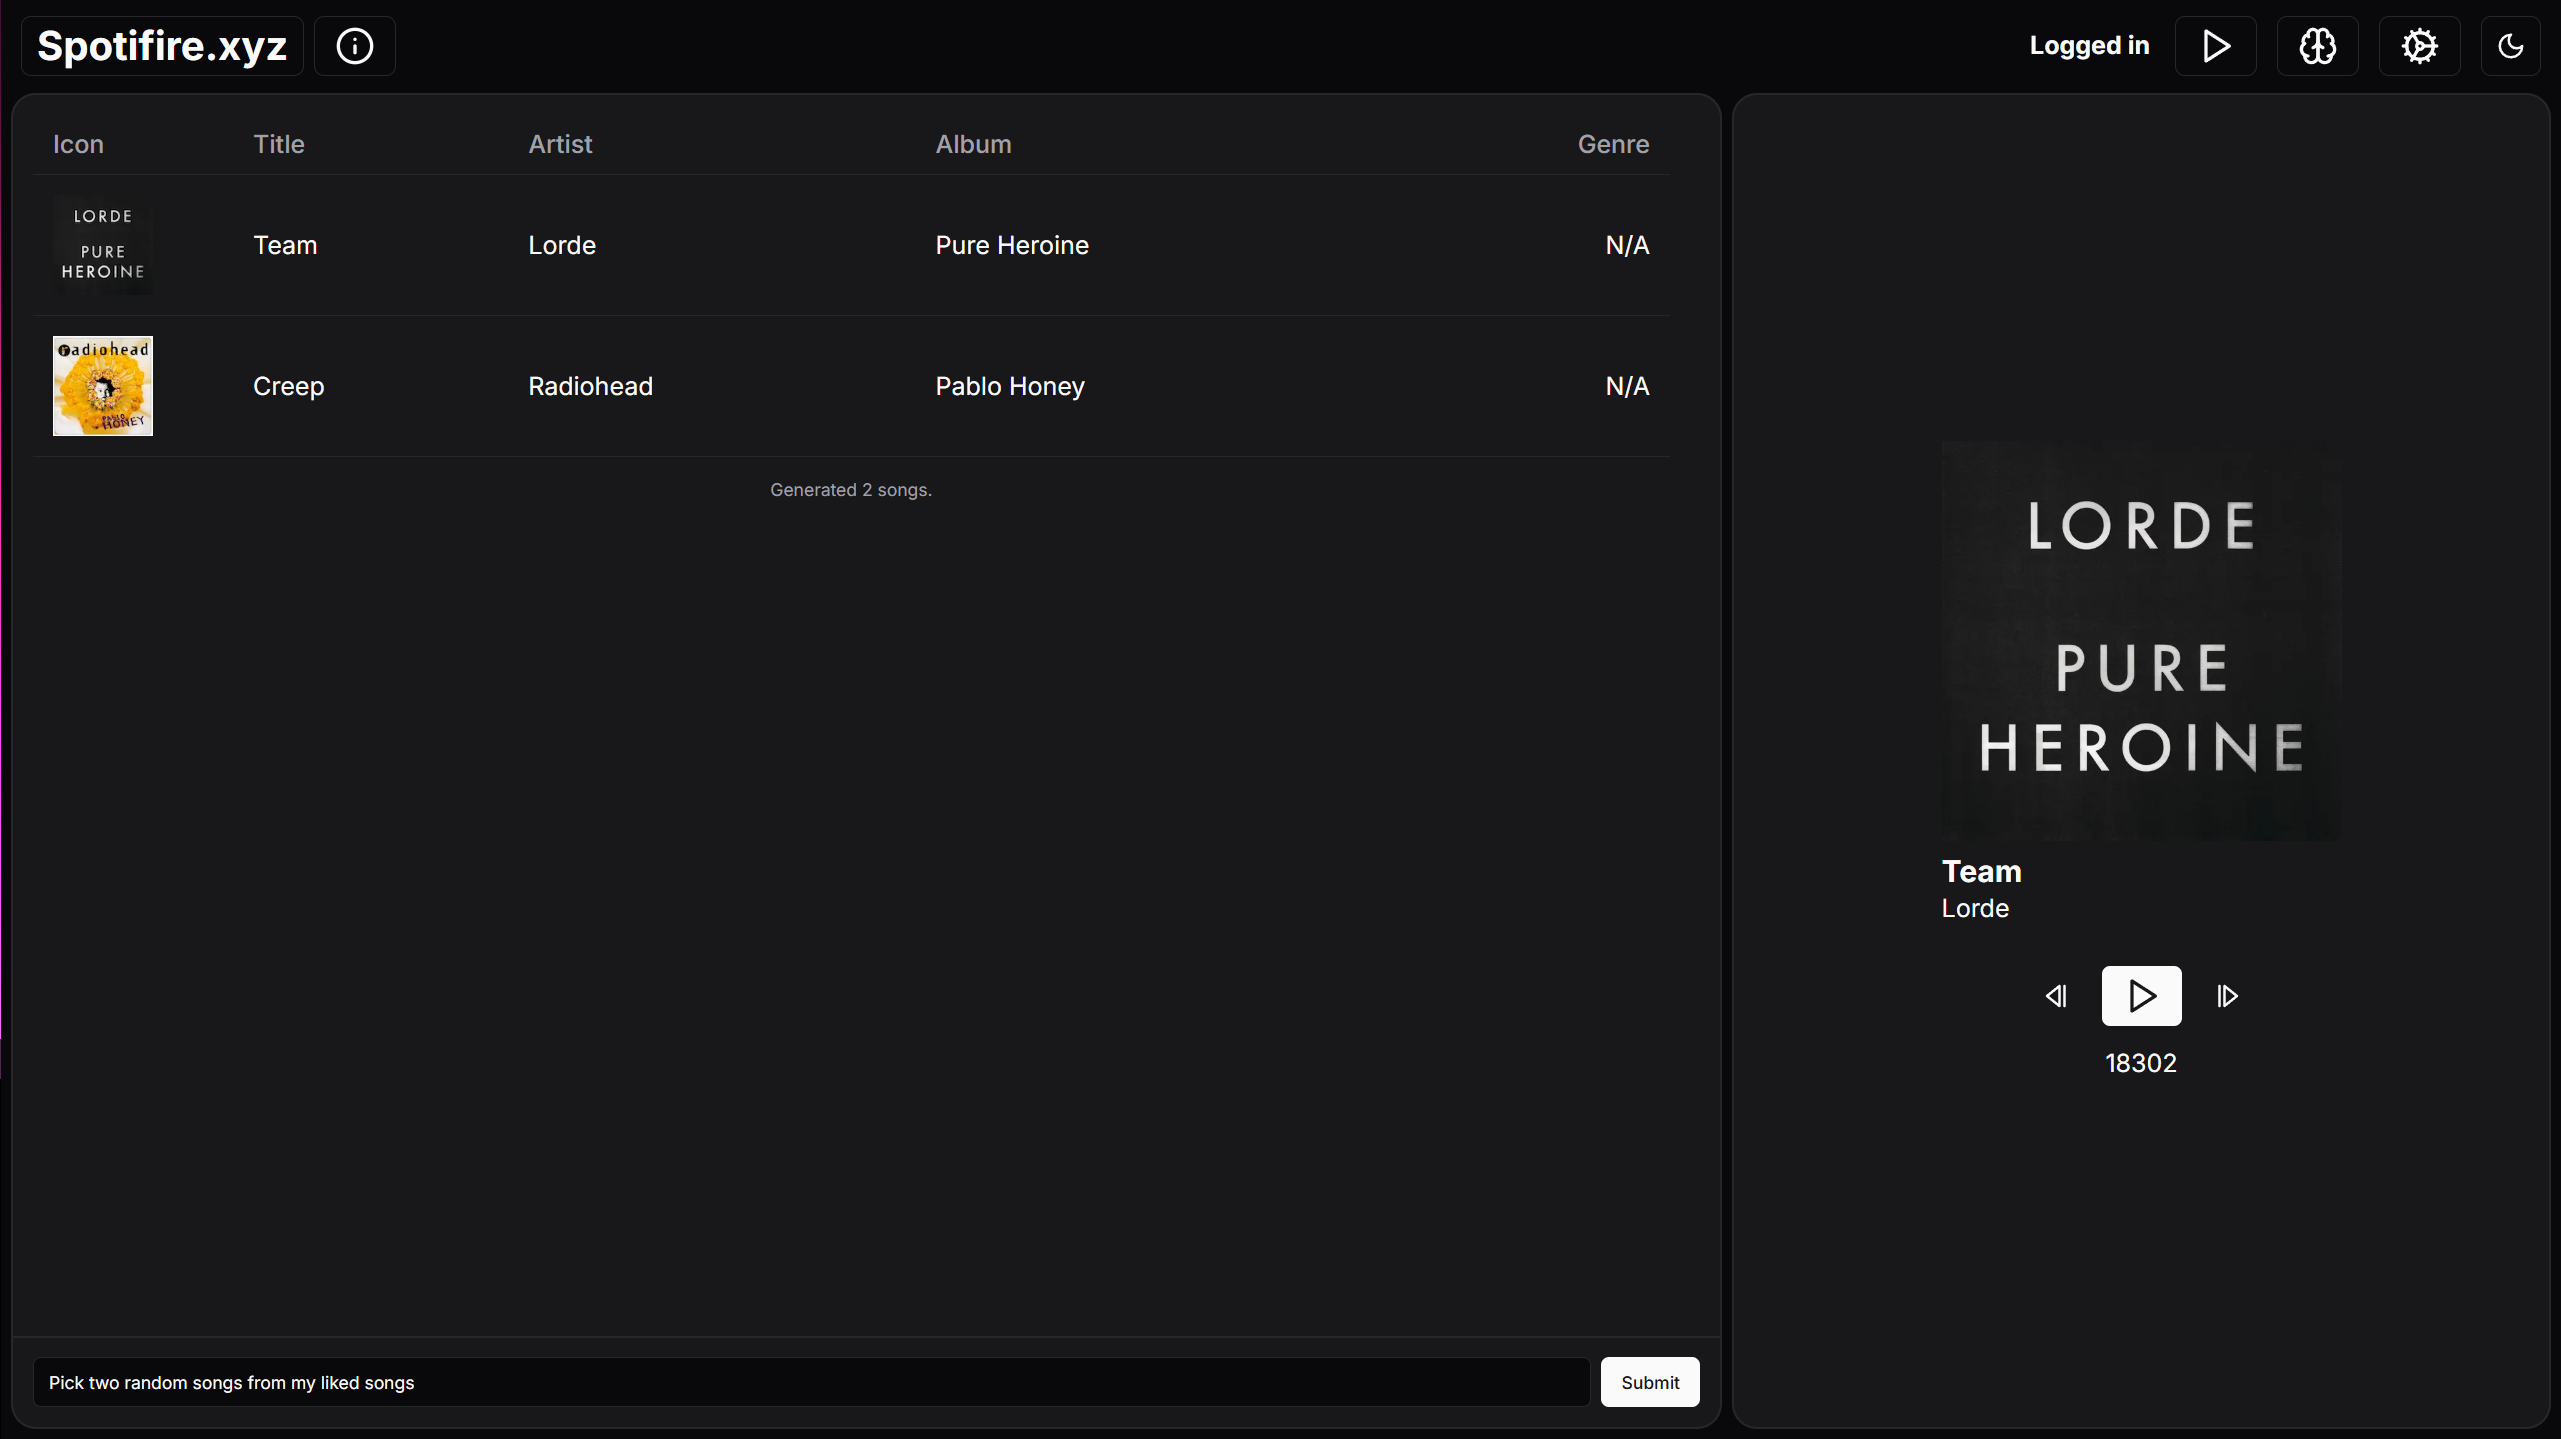 Spotifire.xyz
Logged in
Icon Title Artist Album Genre
LORDE
PURE
HEROINE
Team Lorde Pure Heroine N/A
radiohead
PABLO
HONEY
Creep Radiohead Pablo Honey N/A
Generated 2 songs.
Pick two random songs from my liked songs
Submit
LORDE
PURE
HEROINE
Team
Lorde
18302